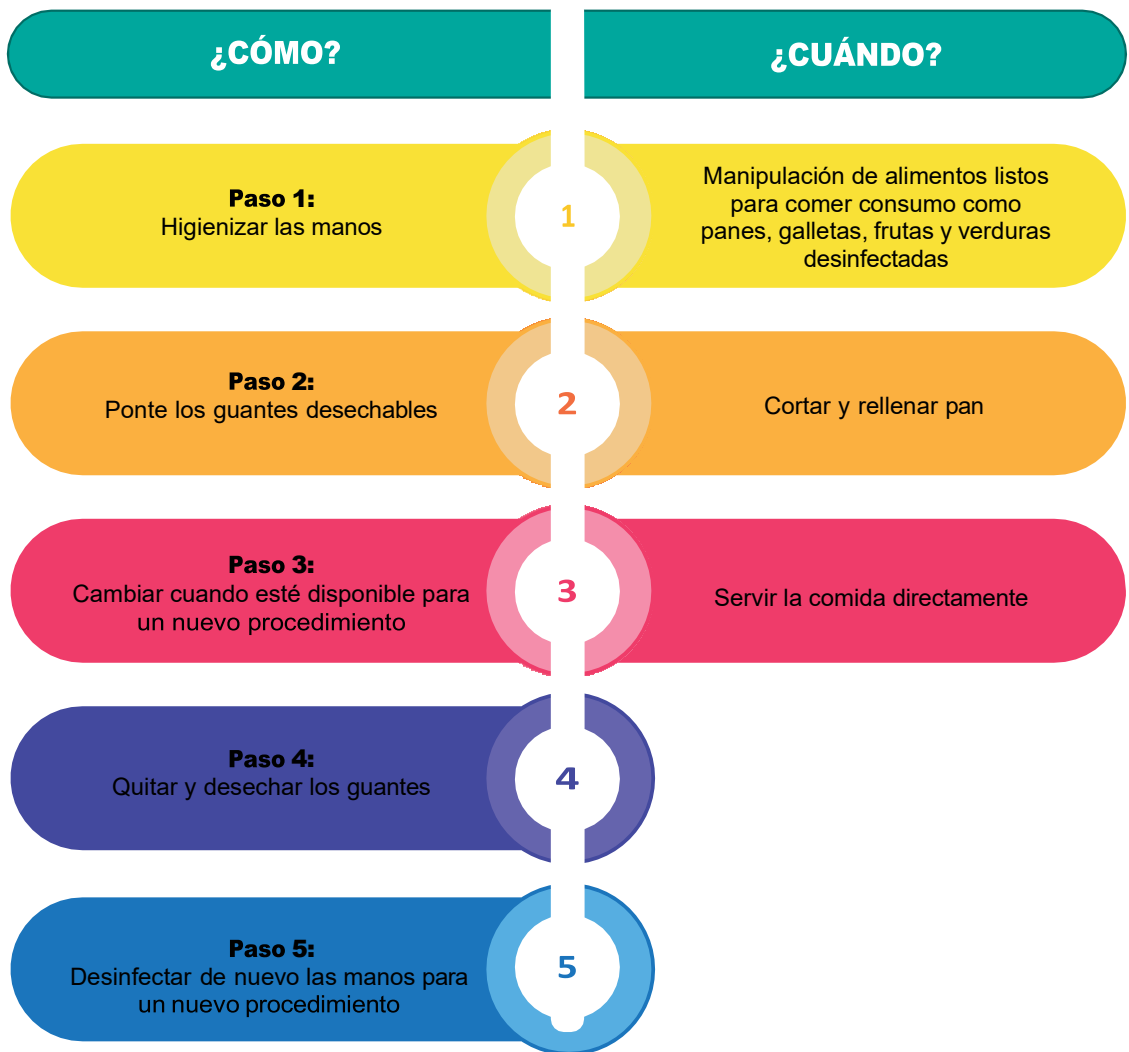 ¿CÓMO?
¿CUÁNDO?
Paso 1:
Higienizar las manos
1
Manipulación de alimentos listos
para comer consumo como
panes, galletas, frutas y verduras
desinfectadas
Paso 2:
Ponte los guantes desechables
2
Cortar y rellenar pan
Paso 3:
Cambiar cuando esté disponible para
un nuevo procedimiento
3
Servir la comida directamente
Paso 4:
Quitar y desechar los guantes
4
Paso 5:
Desinfectar de nuevo las manos para
un nuevo procedimiento
5